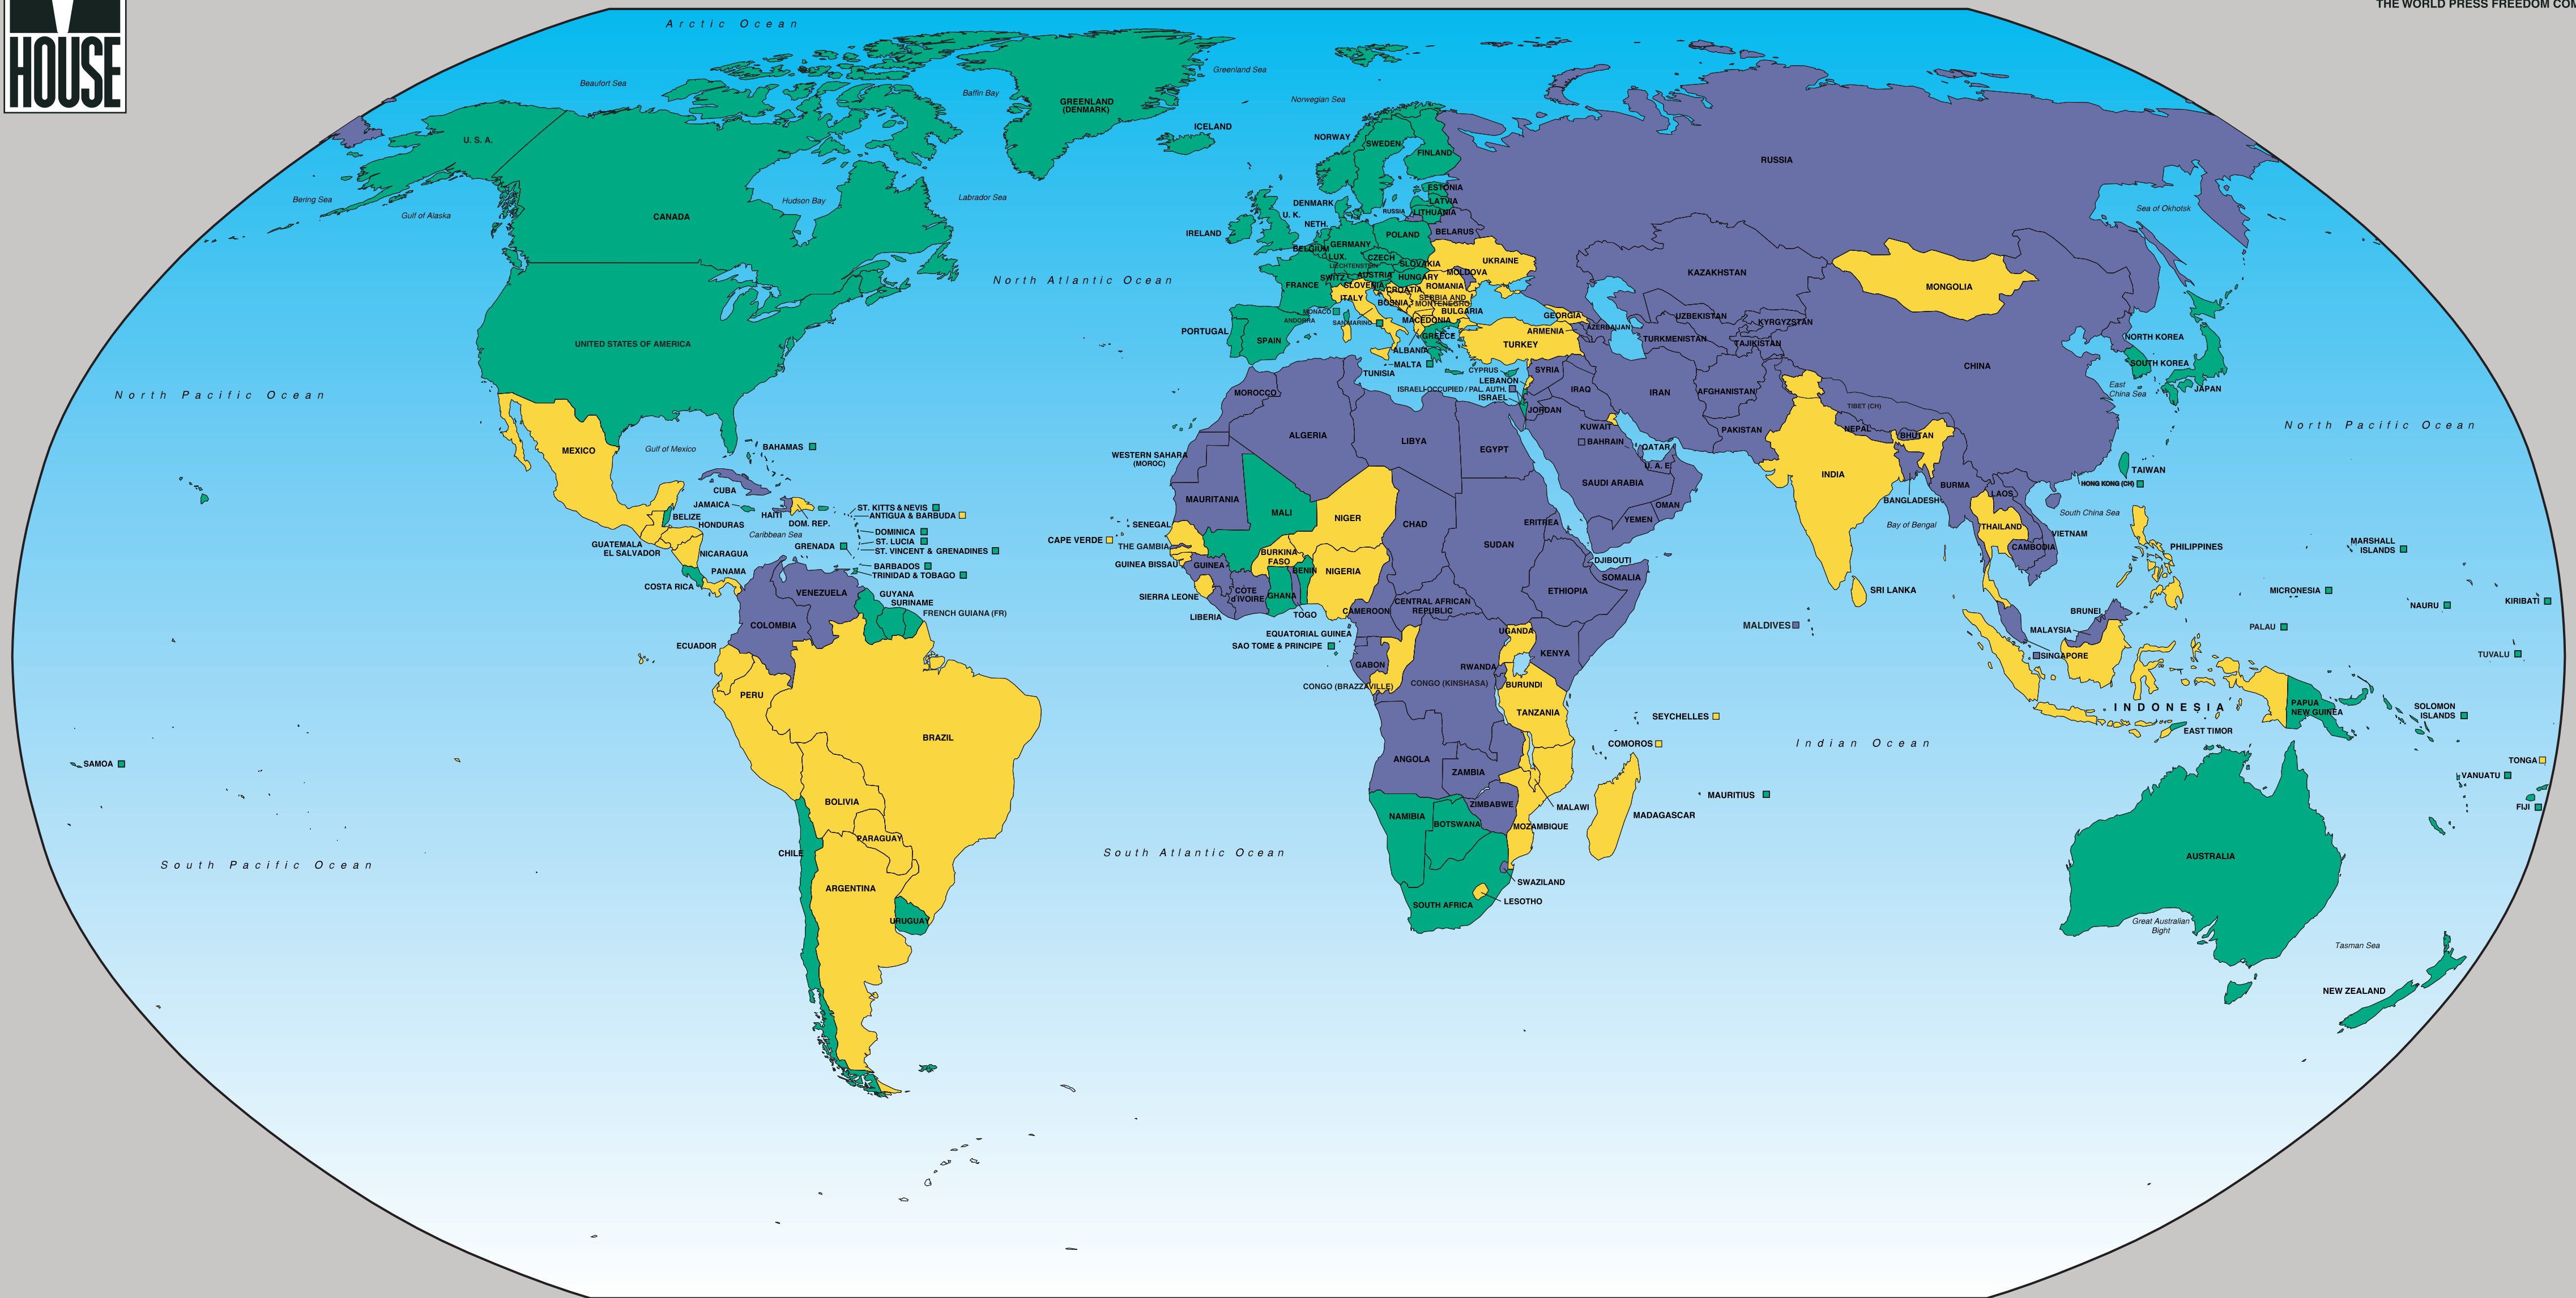 HOUSE
THE WORLD PRESS FREEDOM COM
Arctic Ocean
Beaufort Sea
Baffin Bay
Greenland Sea
Norwegian Sea
GREENLAND
(DENMARK)
ICELAND
U. S. A.
Bering Sea
Gulf of Alaska
CANADA
Hudson Bay
Labrador Sea
NORWAY
SWEDEN
FINLAND
RUSSIA
Sea of Okhotsk
ESTONIA
LATVIA
LITHUANIA
RUSSIA
DENMARK
U. K.
NETH.
IRELAND
BELGIUM
LUX.
GERMANY
POLAND
BELARUS
CZECH
SLOVAKIA
UKRAINE
LIECHTENSTEIN
SWITZ.
AUSTRIA
HUNGARY
MOLDOVA
FRANCE
SLOVENIA
CROATIA
ROMANIA
ITALY
BOSNIA
SERBIA AND
MONTENEGRO
MONACO
ANDORRA
SAN MARINO
BULGARIA
MACEDONIA
PORTUGAL
SPAIN
ALBANIA
GREECE
MALTA
TUNISIA
GEORGIA
ARMENIA
AZERBAIJAN
TURKEY
CYPRUS
SYRIA
LEBANON
ISRAELI-OCCUPIED / PAL. AUTH.
ISRAEL
JORDAN
IRAQ
IRAN
KUWAIT
BAHRAIN
QATAR
U. A. E.
SAUDI ARABIA
OMAN
YEMEN
KAZAKHSTAN
UZBEKISTAN
KYRGYZSTAN
TURKMENISTAN
TAJIKISTAN
AFGHANISTAN
PAKISTAN
MONGOLIA
CHINA
TIBET (CH)
NEPAL
BHUTAN
INDIA
BANGLADESH
BURMA
LAOS
THAILAND
CAMBODIA
VIETNAM
SRI LANKA
MALDIVES
Bay of Bengal
South China Sea
East
China Sea
NORTH KOREA
SOUTH KOREA
JAPAN
TAIWAN
HONG KONG (CH)
PHILIPPINES
BRUNEI
MALAYSIA
SINGAPORE
INDONESIA
EAST TIMOR
PAPUA
NEW GUINEA
North Pacific Ocean
MARSHALL
ISLANDS
MICRONESIA
NAURU
KIRIBATI
PALAU
TUVALU
SOLOMON
ISLANDS
TONGA
VANUATU
FIJI
AUSTRALIA
Great Australian
Bight
Tasman Sea
NEW ZEALAND
Indian Ocean
North Atlantic Ocean
UNITED STATES OF AMERICA
North Pacific Ocean
MEXICO
Gulf of Mexico
BAHAMAS
CUBA
JAMAICA
HAITI
DOM. REP.
BELIZE
HONDURAS
Caribbean Sea
GUATEMALA
EL SALVADOR
NICARAGUA
COSTA RICA
PANAMA
ST. KITTS & NEVIS
ANTIGUA & BARBUDA
DOMINICA
ST. LUCIA
GRENADA
ST. VINCENT & GRENADINES
BARBADOS
TRINIDAD & TOBAGO
VENEZUELA
GUYANA
SURINAME
FRENCH GUIANA (FR)
COLOMBIA
ECUADOR
PERU
BRAZIL
BOLIVIA
PARAGUAY
CHILE
ARGENTINA
URUGUAY
SAMOA
South Pacific Ocean
South Atlantic Ocean
MOROCCO
ALGERIA
LIBYA
EGYPT
WESTERN SAHARA
(MOROC)
MAURITANIA
MALI
NIGER
CHAD
SUDAN
ERITREA
DJIBOUTI
SOMALIA
ETHIOPIA
SENEGAL
CAPE VERDE
THE GAMBIA
GUINEA BISSAU
GUINEA
SIERRA LEONE
LIBERIA
CÔTE
d'IVOIRE
BURKINA
FASO
GHANA
BENIN
TOGO
NIGERIA
CAMEROON
CENTRAL AFRICAN
REPUBLIC
EQUATORIAL GUINEA
SAO TOME & PRINCIPE
GABON
CONGO (BRAZZAVILLE)
CONGO (KINSHASA)
UGANDA
KENYA
RWANDA
BURUNDI
TANZANIA
SEYCHELLES
COMOROS
ANGOLA
ZAMBIA
MALAWI
ZIMBABWE
MOZAMBIQUE
MADAGASCAR
MAURITIUS
NAMIBIA
BOTSWANA
SWAZILAND
LESOTHO
SOUTH AFRICA